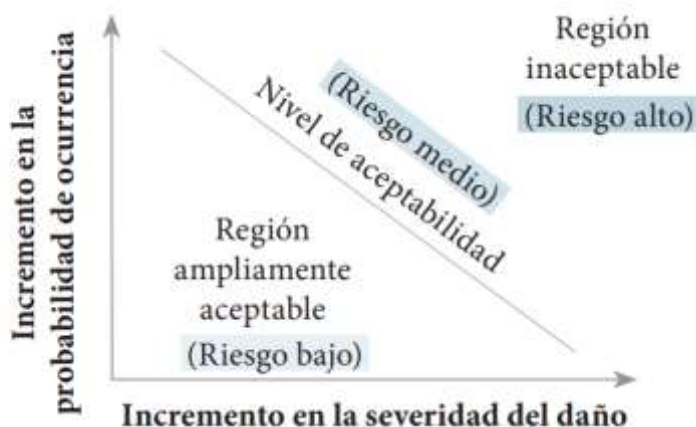 Incremento en la
probabilidad de ocurrencia
Región
inaceptable
(Riesgo alto)
(Riesgo medio)
Nivel de aceptabilidad
Región
ampliamente
aceptable
(Riesgo bajo)
Incremento en la severidad del daño